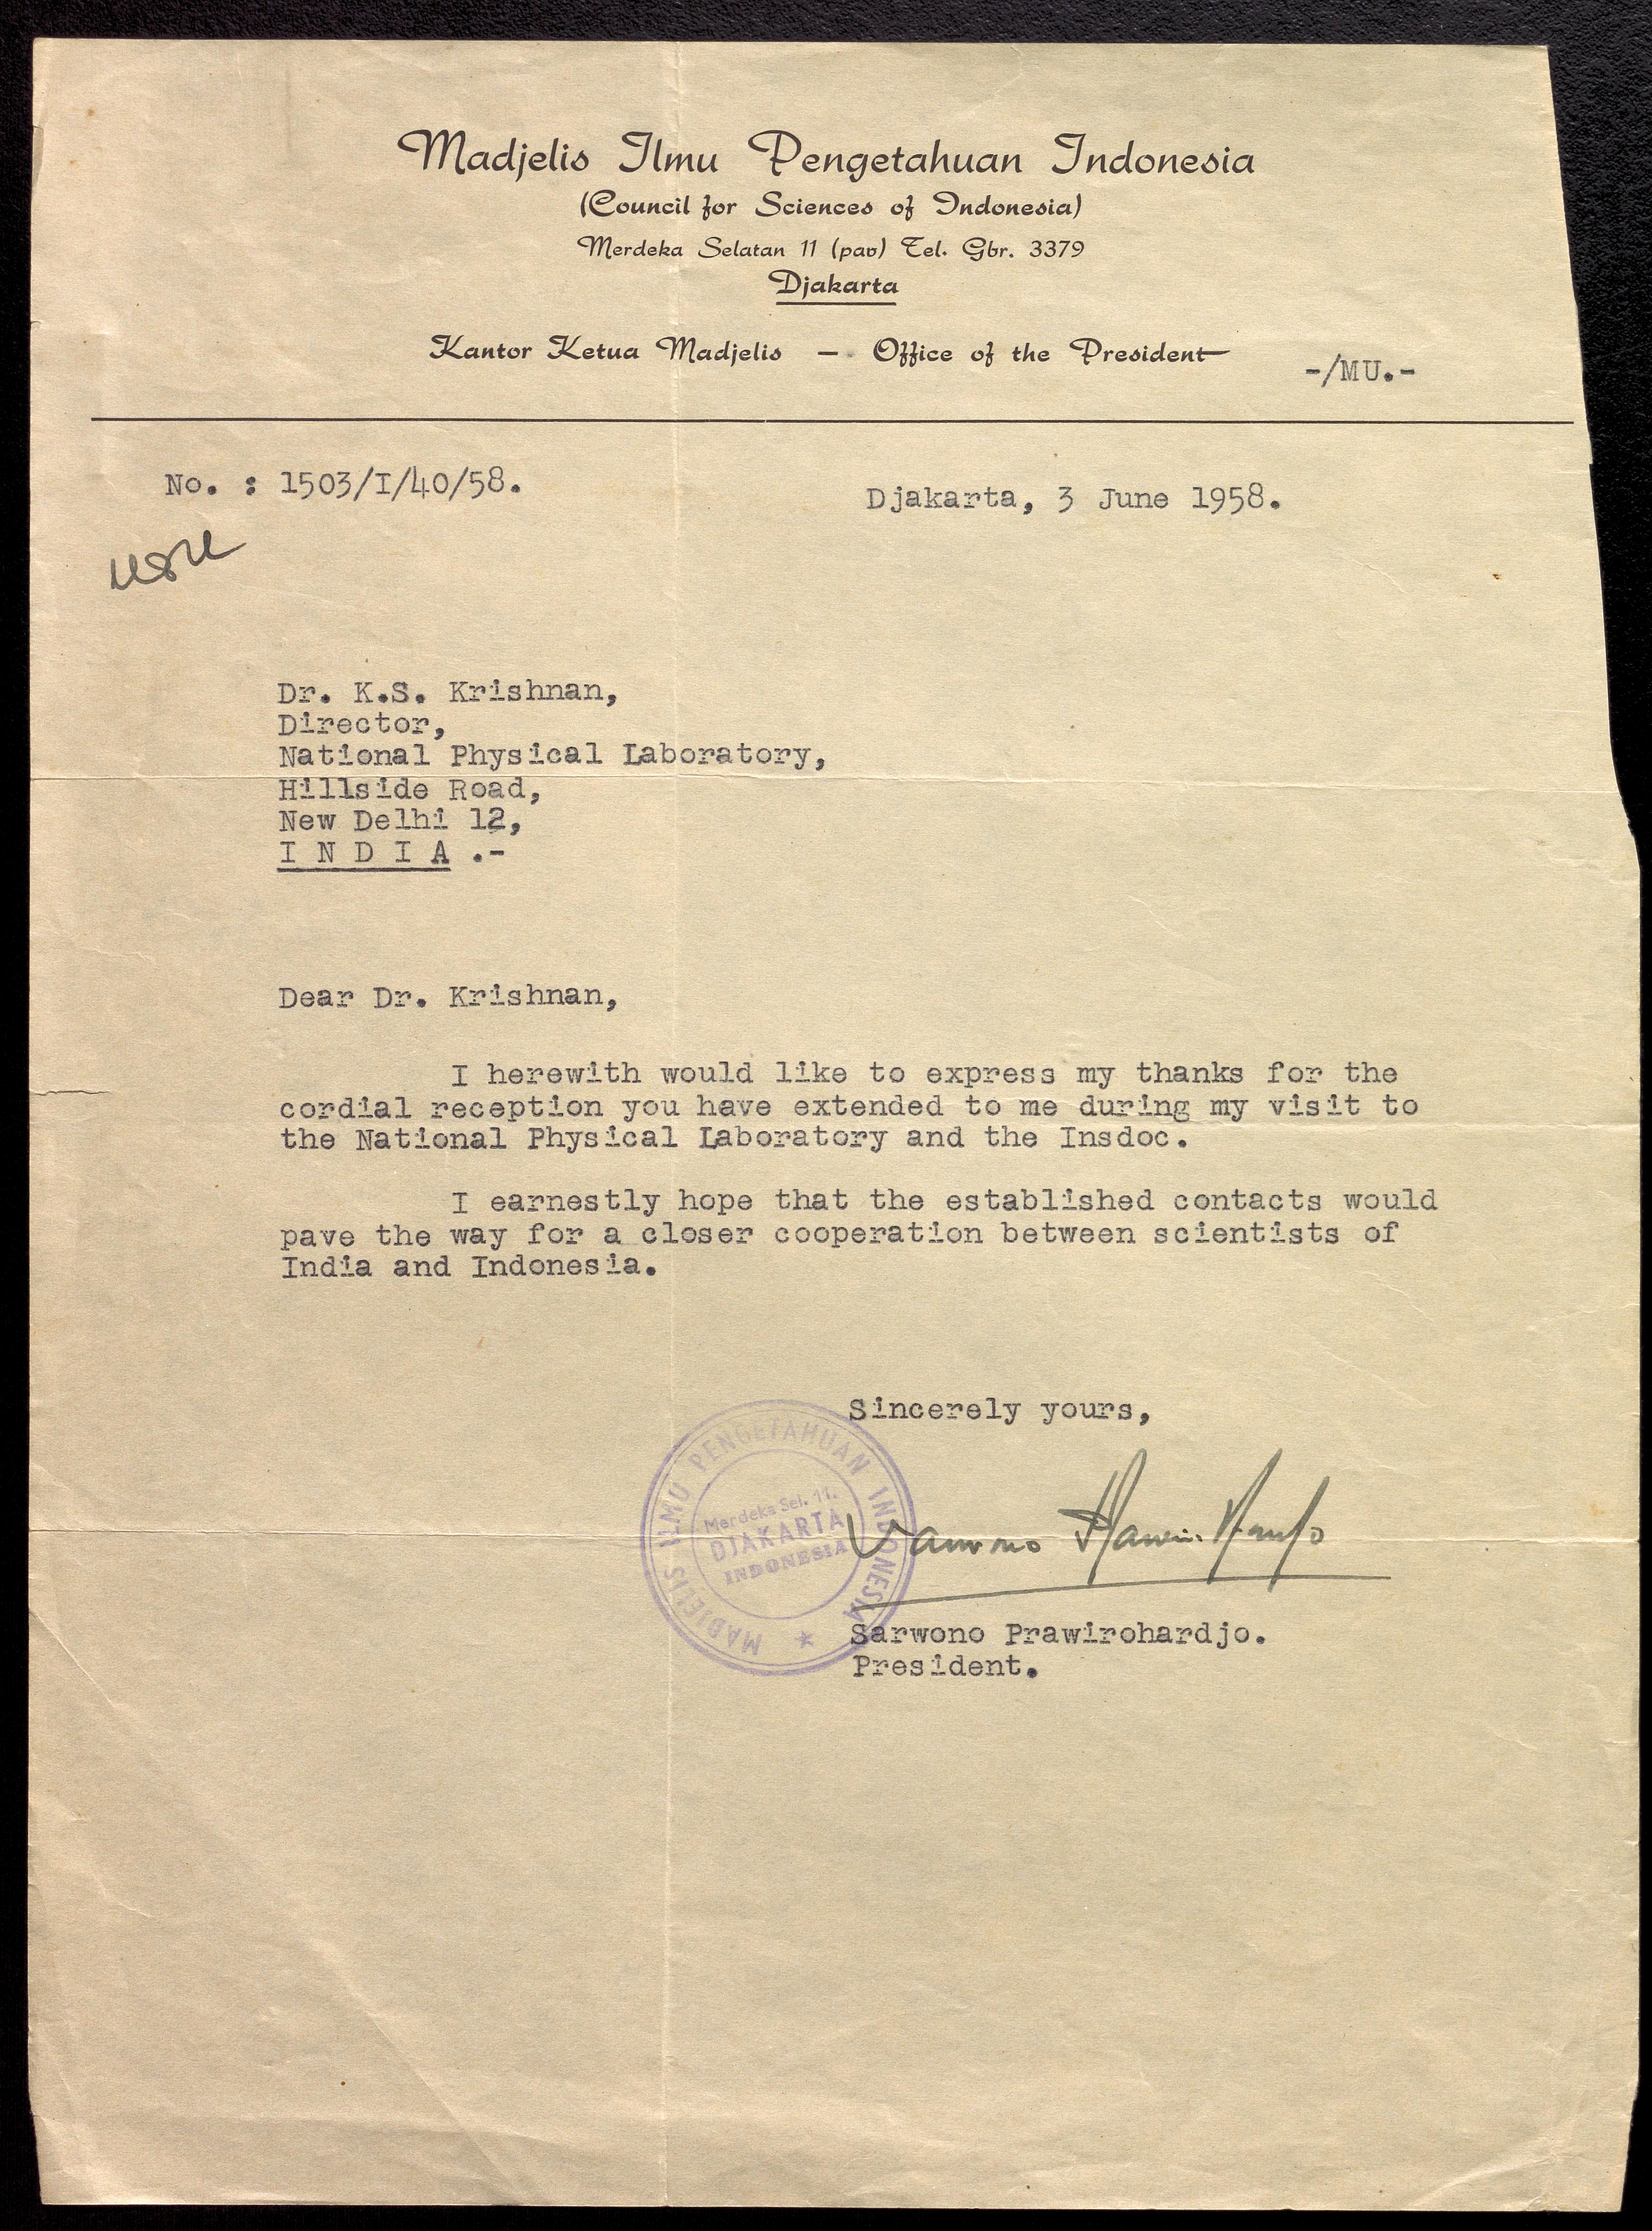 Madjelis Ilmu Pengetahuan Indonesia
(Council for Sciences of Indonesia)
Merdeka Selatan 11 (pav) Tel. Gbr. 3379
Djakarta
Kantor Ketua Madjelis — Office of the President
-/MU.-
No. : 1503/I/40/58.
Djakarta, 3 June 1958.
Dr. K.S. Krishnan,
Director,
National Physical Laboratory,
Hillside Road,
New Delhi 12,
I N D I A .-
Dear Dr. Krishnan,
I herewith would like to express my thanks for the
cordial reception you have extended to me during my visit to
the National Physical Laboratory and the Insdoc.
I earnestly hope that the established contacts would
pave the way for a closer cooperation between scientists of
India and Indonesia.
Sincerely yours,
MADJELIS ILMU PENGETAHUAN INDONESIA
Merdeka Sel. 11.
DJAKARTA
INDONESIA
Sarwono Prawirohardjo.
President.